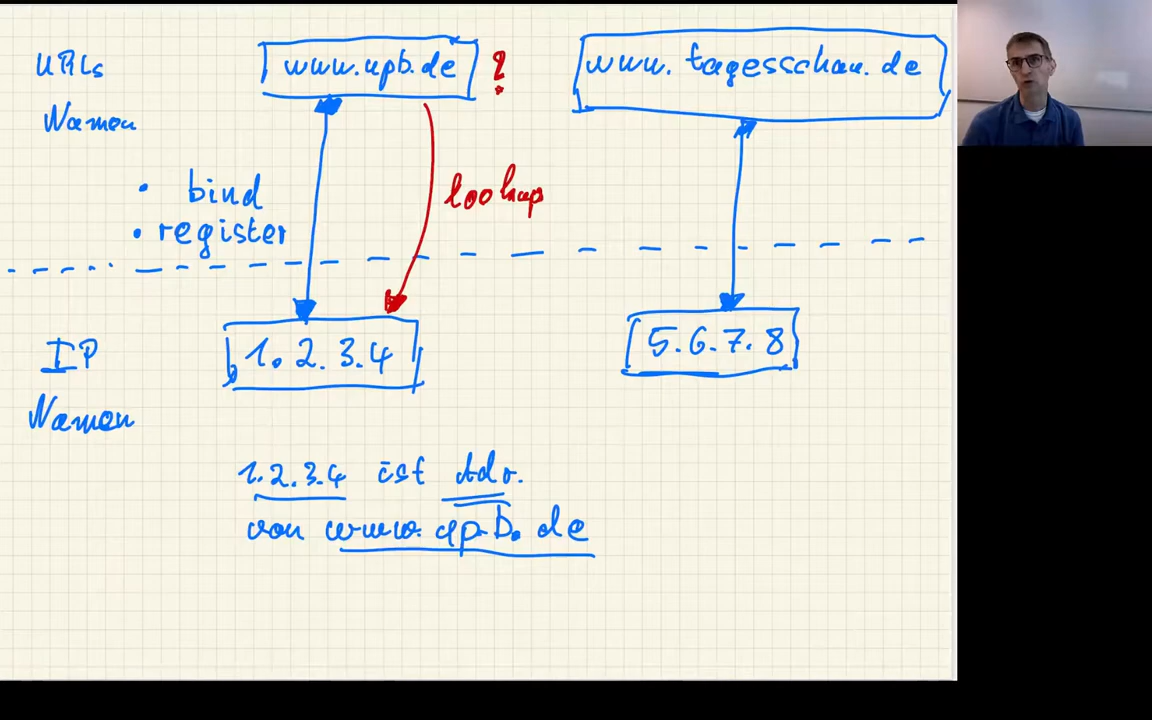 URLs www.upb.de ? www.tagesschau.de
Namen
• bind
lookup
• register
IP 1.2.3.4 5.6.7.8
Namen
1.2.3.4 ist Adr.
von www.upb.de